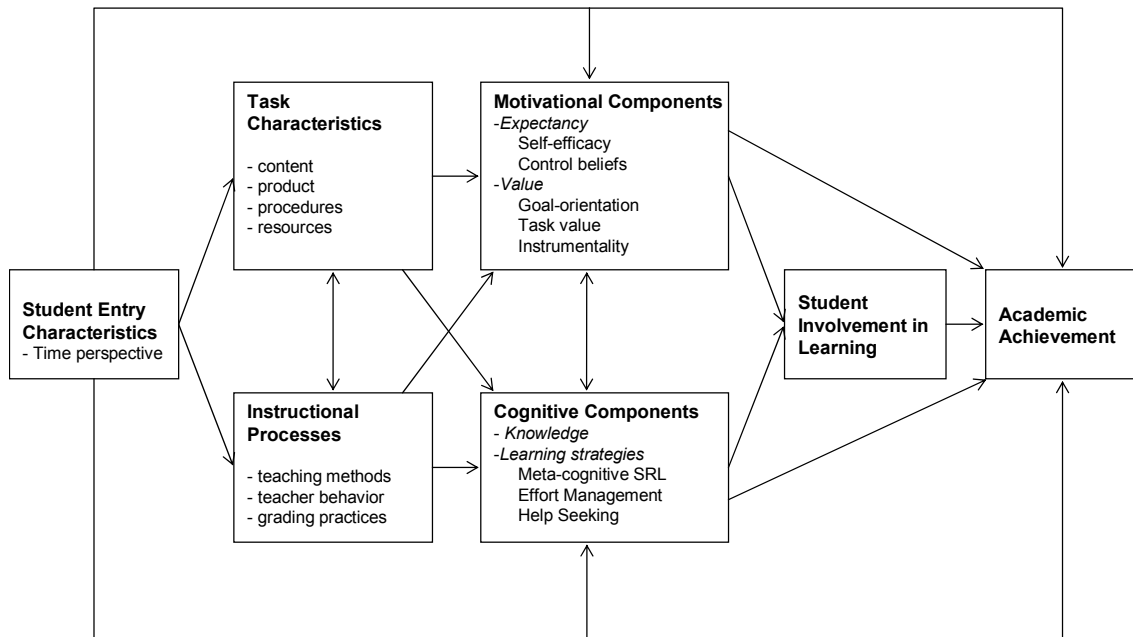 Student Entry
Characteristics
- Time perspective
Task
Characteristics
- content
- product
- procedures
- resources
Instructional
Processes
- teaching methods
- teacher behavior
- grading practices
Motivational Components
-Expectancy
Self-efficacy
Control beliefs
-Value
Goal-orientation
Task value
Instrumentality
Cognitive Components
- Knowledge
-Learning strategies
Meta-cognitive SRL
Effort Management
Help Seeking
Student
Involvement in
Learning
Academic
Achievement